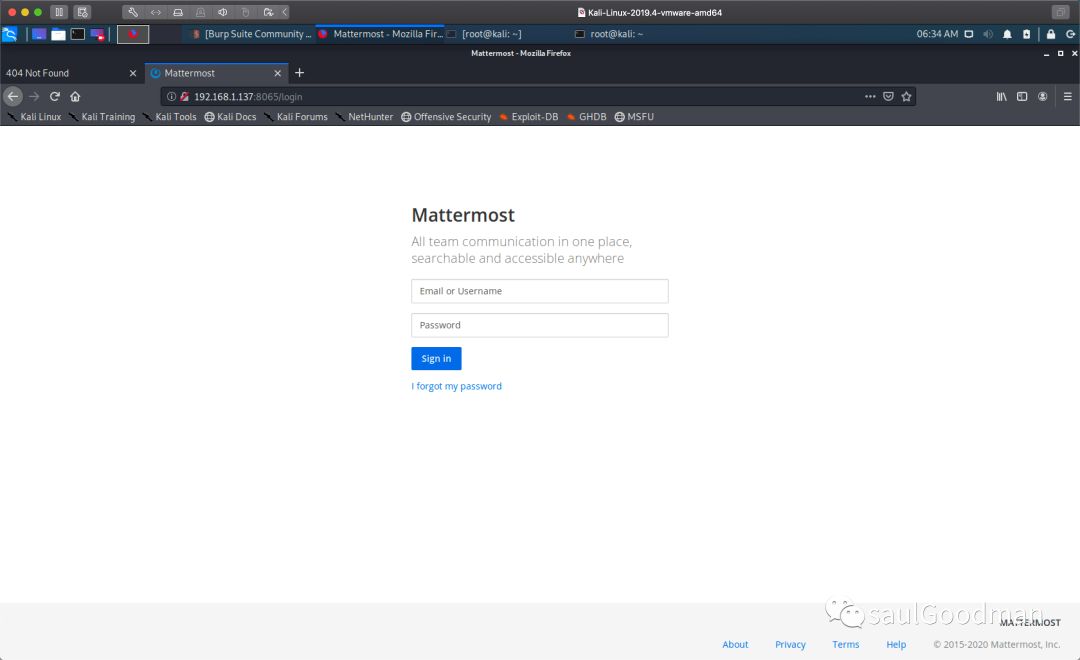 Kali-Linux-2019.4-vmware-amd64
[Burp Suite Community ...
Mattermost - Mozilla Fir...
[root@kali: ~]
root@kali: ~
06:34 AM
Mattermost - Mozilla Firefox
404 Not Found
Mattermost
192.168.1.137:8065/login
Kali Linux
Kali Training
Kali Tools
Kali Docs
Kali Forums
NetHunter
Offensive Security
Exploit-DB
GHDB
MSFU
Mattermost
All team communication in one place,
searchable and accessible anywhere
Email or Username
Password
Sign in
I forgot my password
saulGoodman
MATTERMOST
About
Privacy
Terms
Help
© 2015-2020 Mattermost, Inc.